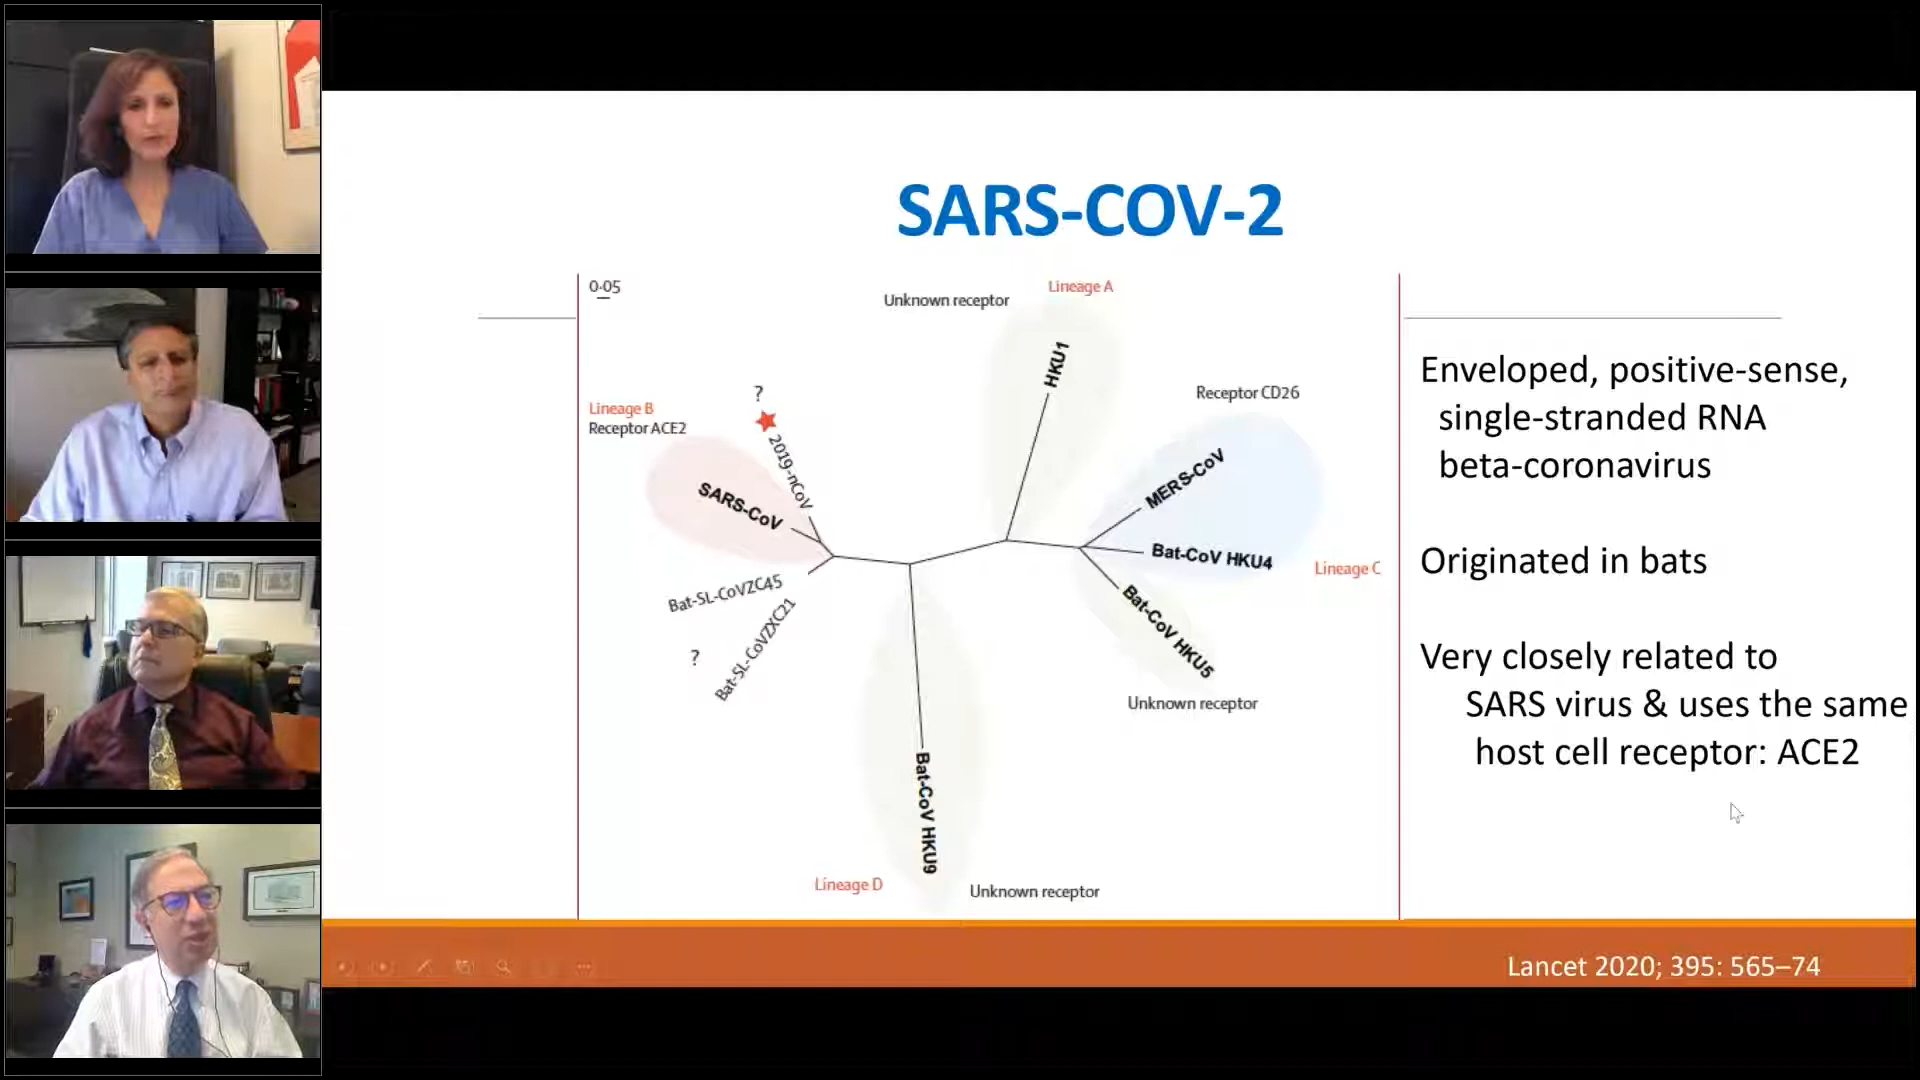 SARS-COV-2
0·05
Unknown receptor
Lineage A
HKU1
?
Lineage B
Receptor ACE2
2019-nCoV
SARS-CoV
Receptor CD26
MERS-CoV
Bat-CoV HKU4
Lineage C
Bat-SL-CoVZC45
Bat-SL-CoVZXC21
?
Bat-CoV HKU5
Unknown receptor
Bat-CoV HKU9
Lineage D
Unknown receptor
Enveloped, positive-sense,
single-stranded RNA
beta-coronavirus
Originated in bats
Very closely related to
SARS virus & uses the same
host cell receptor: ACE2
Lancet 2020; 395: 565–74